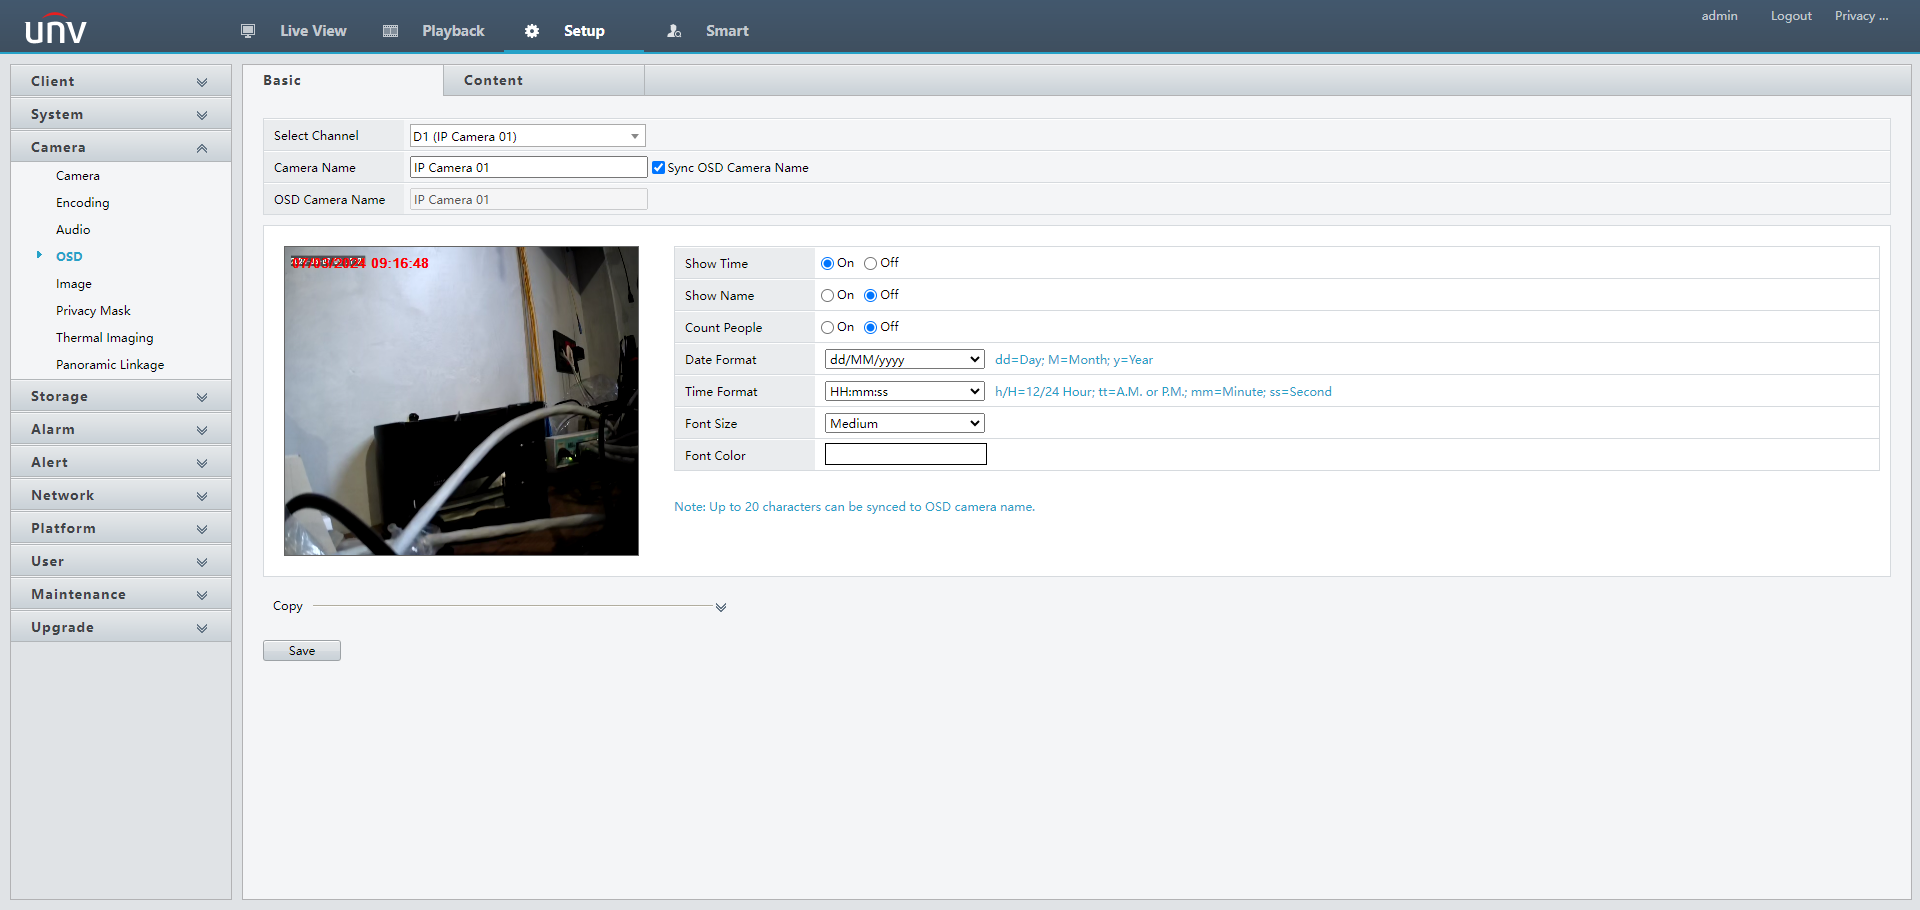 unv
Live View
Playback
Setup
Smart
admin
Logout
Privacy ...
Client
System
Camera
Camera
Encoding
Audio
OSD
Image
Privacy Mask
Thermal Imaging
Panoramic Linkage
Storage
Alarm
Alert
Network
Platform
User
Maintenance
Upgrade
Basic
Content
Select Channel
D1 (IP Camera 01)
Camera Name
IP Camera 01
Sync OSD Camera Name
OSD Camera Name
IP Camera 01
09:16:48
Show Time
On
Off
Show Name
On
Off
Count People
On
Off
Date Format
dd/MM/yyyy
dd=Day; M=Month; y=Year
Time Format
HH:mm:ss
h/H=12/24 Hour; tt=A.M. or P.M.; mm=Minute; ss=Second
Font Size
Medium
Font Color
Note: Up to 20 characters can be synced to OSD camera name.
Copy
Save